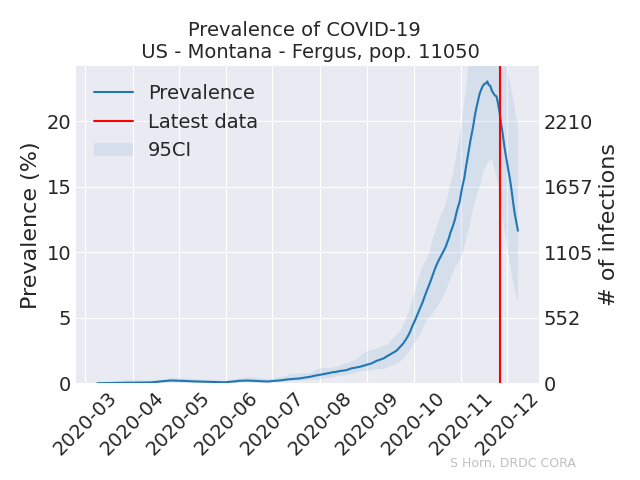 Prevalence of COVID-19
US - Montana - Fergus, pop. 11050
Prevalence
Latest data
95CI
Prevalence (%)
20
15
10
5
0
2210
1657
1105
552
0
# of infections
2020-03
2020-04
2020-05
2020-06
2020-07
2020-08
2020-09
2020-10
2020-11
2020-12
S Horn, DRDC CORA